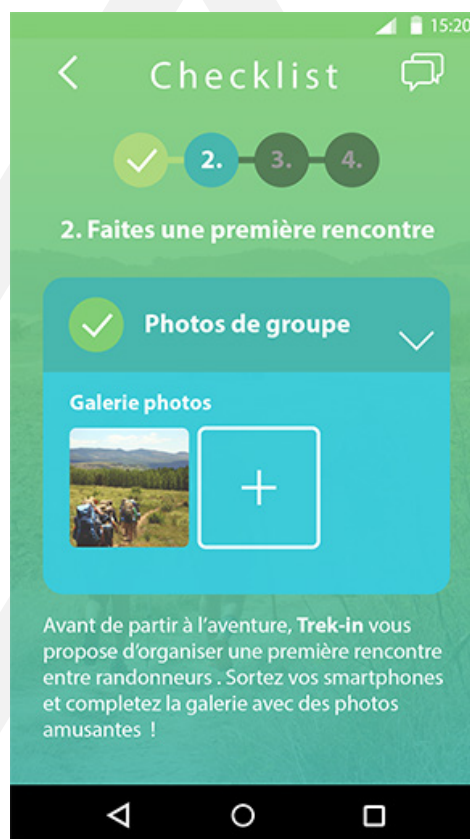 15:20
Checklist
2. 3. 4.
2. Faites une première rencontre
Photos de groupe
Galerie photos
Avant de partir à l'aventure, Trek-in vous
propose d'organiser une première rencontre
entre randonneurs . Sortez vos smartphones
et completez la galerie avec des photos
amusantes !